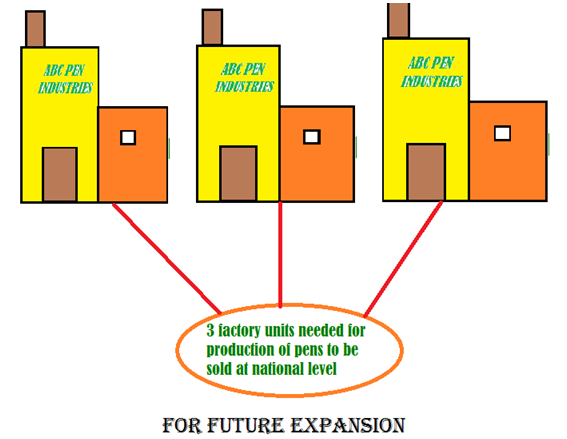 ABC PEN
INDUSTRIES
ABC PEN
INDUSTRIES
ABC PEN
INDUSTRIES
3 factory units needed for
production of pens to be
sold at national level
FOR FUTURE EXPANSION